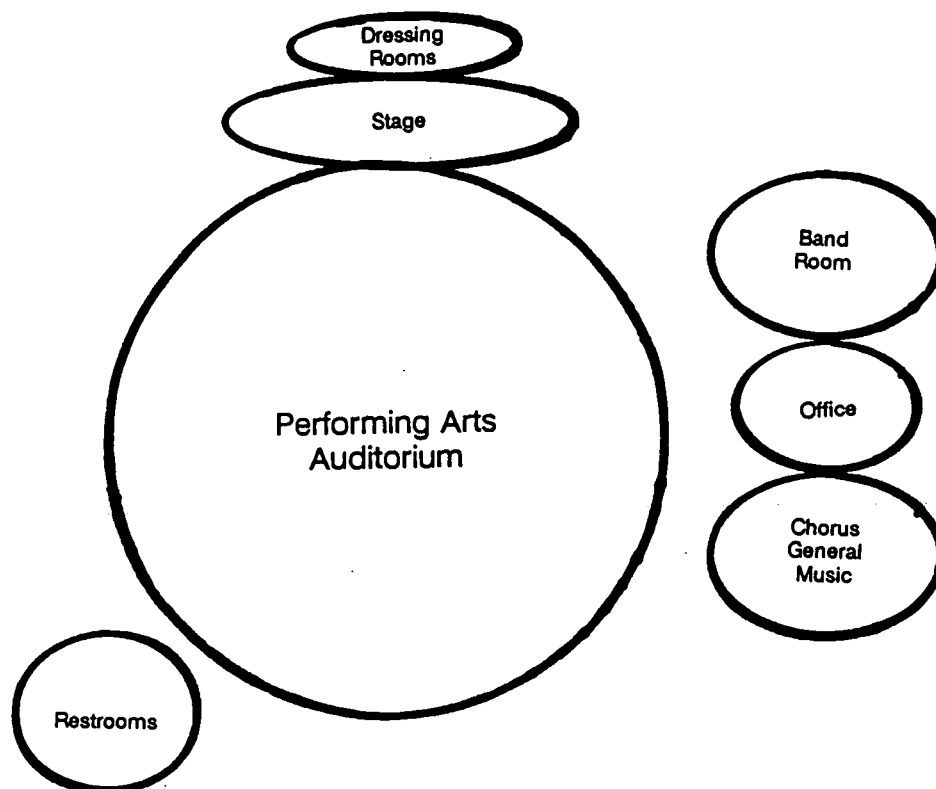 Dressing
Rooms
Stage
Band
Room
Performing Arts
Auditorium
Office
Chorus
General
Music
Restrooms